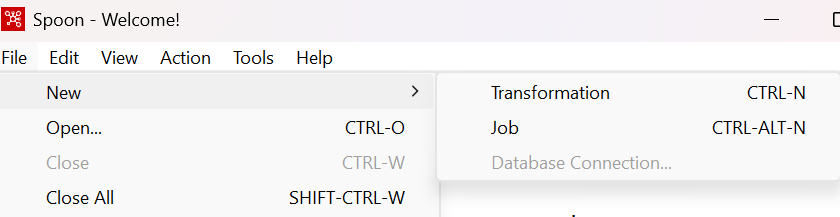 Spoon - Welcome!
File Edit View Action Tools Help
New Transformation CTRL-N
Open... CTRL-O Job CTRL-ALT-N
Close CTRL-W Database Connection...
Close All SHIFT-CTRL-W